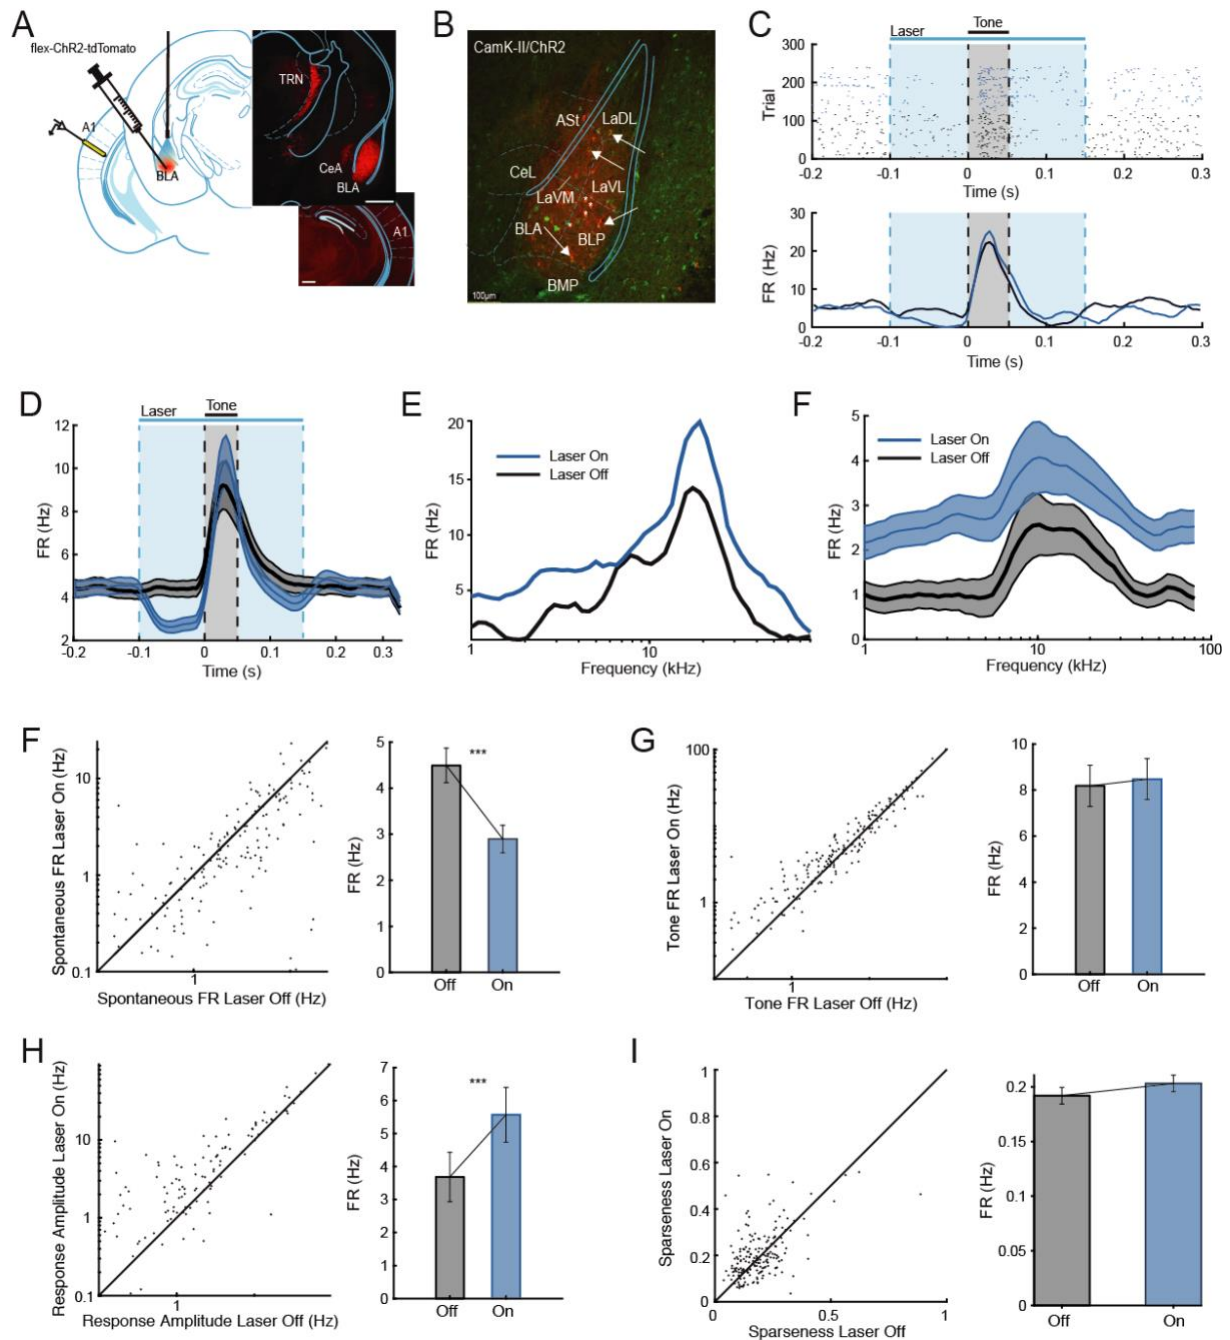 A
flex-ChR2-tdTomato
A1
BLA
TRN
CeA
BLA
A1
B
CamK-II/ChR2
ASt
LaDL
CeL
LaVL
LaVM
BLA
BLP
BMP
100μm
C
Tone
Laser
300
200
100
0
Trial
-0.2
-0.1
0
0.1
0.2
0.3
Time (s)
30
20
10
0
FR (Hz)
-0.2
-0.1
0
0.1
0.2
0.3
Time (s)
D
Tone
Laser
12
10
8
6
4
2
FR (Hz)
-0.2
-0.1
0
0.1
0.2
0.3
Time (s)
E
20
15
10
5
FR (Hz)
Laser On
Laser Off
1
10
Frequency (kHz)
F
5
4
3
2
1
0
FR (Hz)
Laser On
Laser Off
1
10
100
Frequency (kHz)
F
10
1
0.1
Spontaneous FR Laser On (Hz)
1
Spontaneous FR Laser Off (Hz)
5
4
3
2
1
0
FR (Hz)
***
Off
On
G
100
1
Tone FR Laser On (Hz)
1
Tone FR Laser Off (Hz)
10
8
6
4
2
0
FR (Hz)
Off
On
H
10
1
0.1
Response Amplitude Laser On (Hz)
1
Response Amplitude Laser Off (Hz)
7
6
5
4
3
2
1
0
FR (Hz)
***
Off
On
I
1
0.8
0.6
0.4
0.2
0
Sparseness Laser On
0
0.5
1
Sparseness Laser Off
0.2
0.15
0.1
0.05
0
FR (Hz)
Off
On